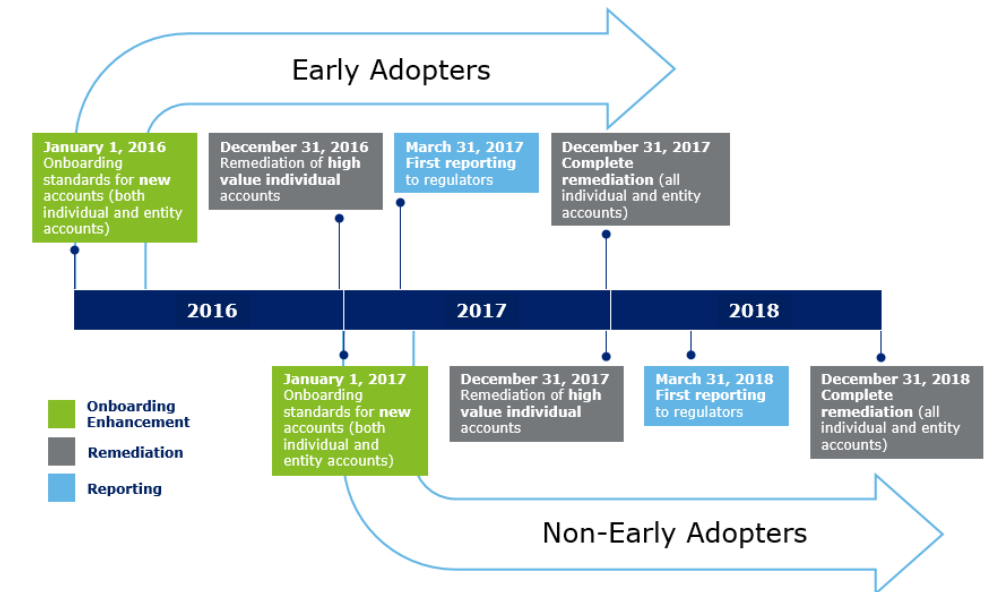 Early Adopters
January 1, 2016
Onboarding
standards for new
accounts (both
individual and entity
accounts)
December 31, 2016
Remediation of high
value individual
accounts
March 31, 2017
First reporting
to regulators
December 31, 2017
Complete
remediation (all
individual and entity
accounts)
2016
2017
2018
January 1, 2017
Onboarding
standards for new
accounts (both
individual and
entity accounts)
December 31, 2017
Remediation of high
value individual
accounts
March 31, 2018
First reporting
to regulators
December 31, 2018
Complete
remediation (all
individual and entity
accounts)
Onboarding
Enhancement
Remediation
Reporting
Non-Early Adopters